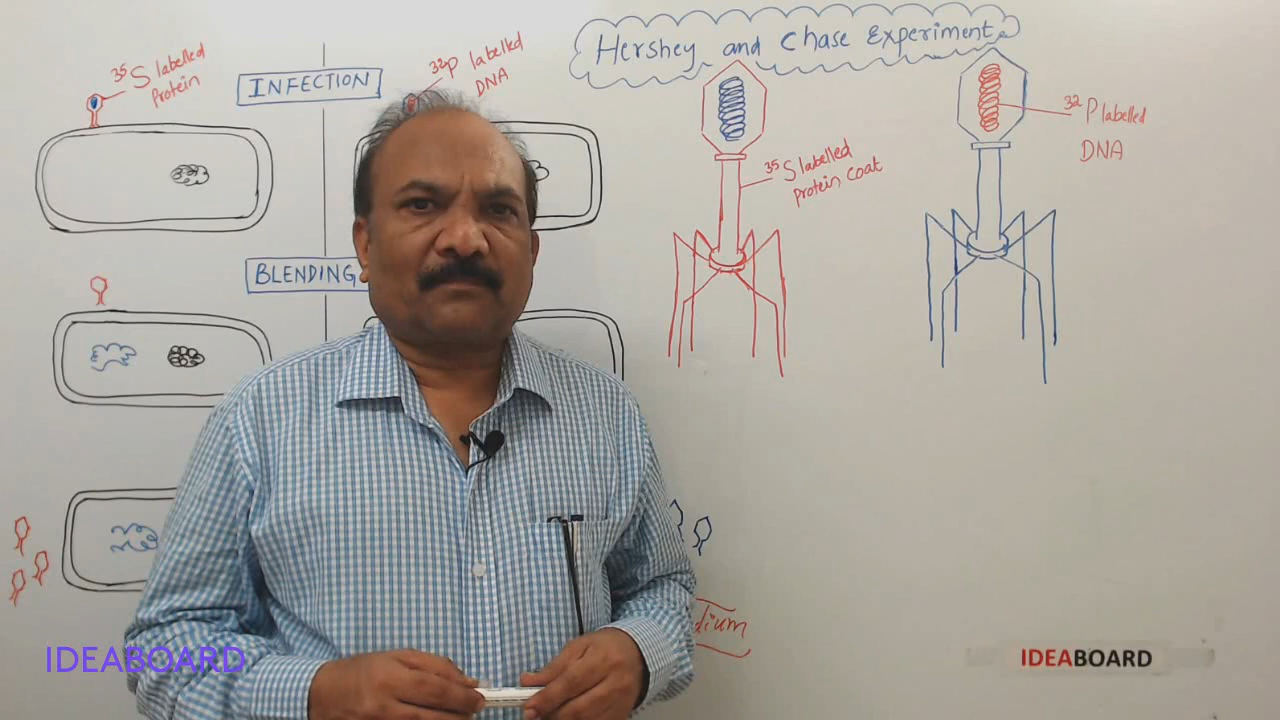 Hershey and Chase Experiment
35S labelled
protein
INFECTION
32P labelled
DNA
35S labelled
protein coat
32P labelled
DNA
BLENDING
IDEABOARD
IDEABOARD